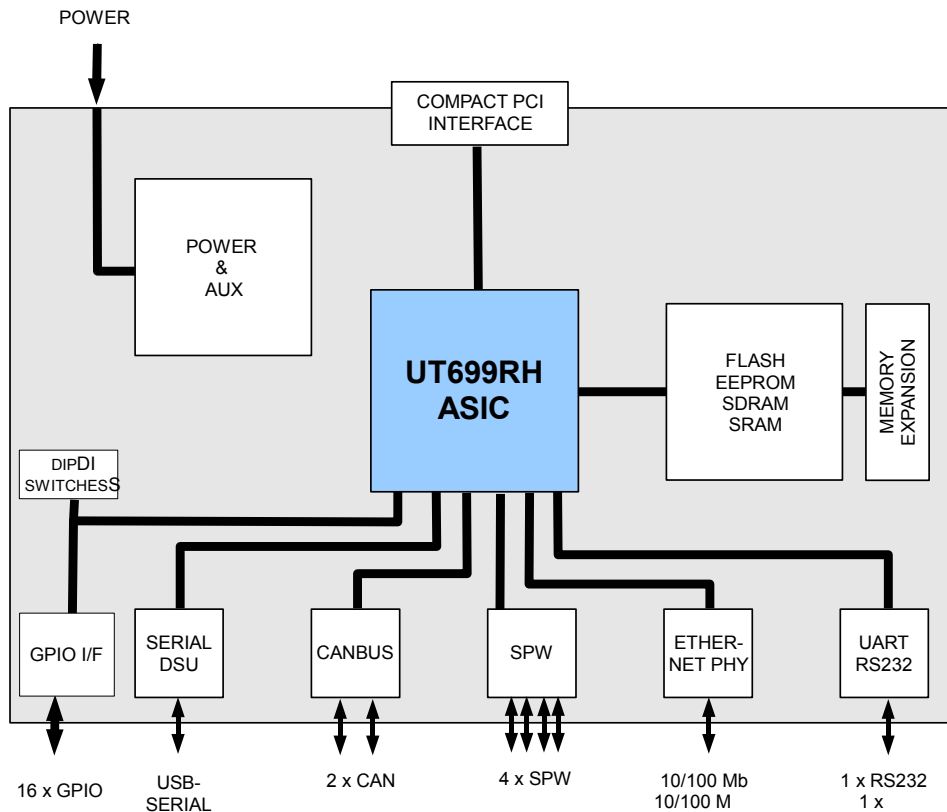 POWER
COMPACT PCI
INTERFACE
POWER
&
AUX
UT699RH
ASIC
FLASH
EEPROM
SDRAM
SRAM
MEMORY
EXPANSION
DIPDI
SWITCHESS
GPIO I/F
SERIAL
DSU
CANBUS
SPW
ETHER-
NET PHY
UART
RS232
16 x GPIO
USB-
SERIAL
2 x CAN
4 x SPW
10/100 Mb
10/100 M
1 x RS232
1 x